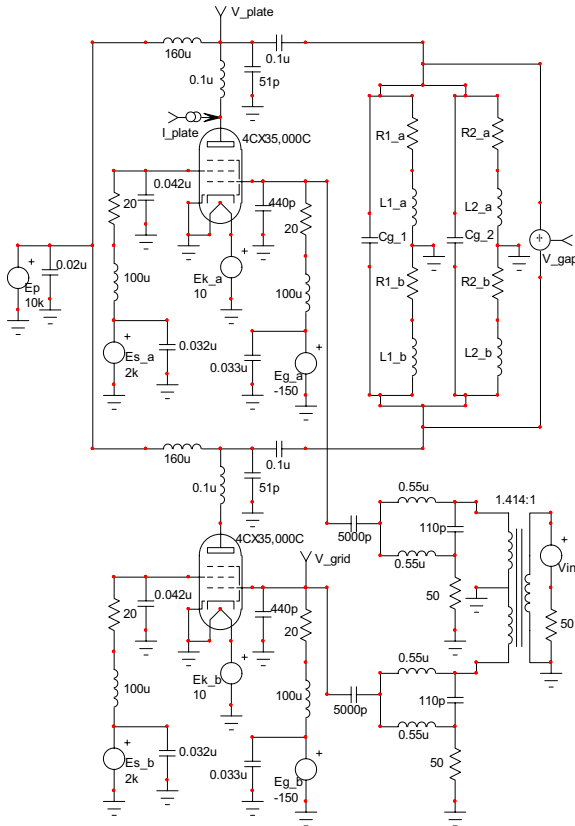 V_plate
160u
0.1u
0.1u
51p
I_plate
4CX35,000C
R1_a
R2_a
0.042u
20
440p
20
L1_a
L2_a
Cg_1
Cg_2
+
V_gap
+
0.02u
Ep
10k
100u
+
Ek_a
10
100u
R1_b
R2_b
+
Es_a
2k
0.032u
0.033u
+
Eg_a
-150
L1_b
L2_b
160u
0.1u
0.1u
51p
4CX35,000C
V_grid
5000p
0.55u
110p
0.55u
1.414:1
+
Vin
0.042u
20
440p
20
50
50
100u
+
Ek_b
10
100u
5000p
0.55u
110p
0.55u
+
Es_b
2k
0.032u
0.033u
+
Eg_b
-150
50